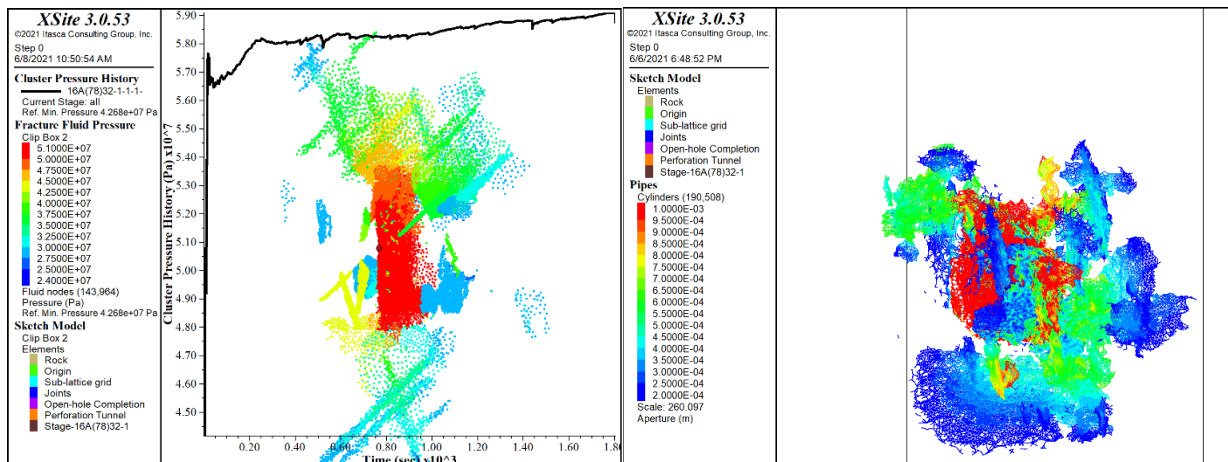 XSite 3.0.53
©2021 Itasca Consulting Group, Inc.
Step 0
6/8/2021 10:50:54 AM
Cluster Pressure History
16A(78)32-1-1-1-
Current Stage: all
Ref. Min. Pressure 4.268e+07 Pa
Fracture Fluid Pressure
Clip Box 2
5.1000E+07
5.0000E+07
4.7500E+07
4.5000E+07
4.2500E+07
4.0000E+07
3.7500E+07
3.5000E+07
3.2500E+07
3.0000E+07
2.7500E+07
2.5000E+07
2.4000E+07
Fluid nodes (143,964)
Pressure (Pa)
Ref. Min. Pressure 4.268e+07 Pa
Sketch Model
Clip Box 2
Elements
Rock
Origin
Sub-lattice grid
Joints
Open-hole Completion
Perforation Tunnel
Stage-16A(78)32-1
Cluster Pressure History (Pa) x10^7
5.90
5.80
5.70
5.60
5.50
5.40
5.30
5.20
5.10
5.00
4.90
4.80
4.70
4.60
4.50
0.20
0.40
0.60
0.80
1.00
1.20
1.40
1.60
1.80
Time (sec) x10^3
XSite 3.0.53
©2021 Itasca Consulting Group, Inc.
Step 0
6/6/2021 6:48:52 PM
Sketch Model
Elements
Rock
Origin
Sub-lattice grid
Joints
Open-hole Completion
Perforation Tunnel
Stage-16A(78)32-1
Pipes
Cylinders (190,508)
1.0000E-03
9.5000E-04
9.0000E-04
8.5000E-04
8.0000E-04
7.5000E-04
7.0000E-04
6.5000E-04
6.0000E-04
5.5000E-04
5.0000E-04
4.5000E-04
4.0000E-04
3.5000E-04
3.0000E-04
2.5000E-04
2.0000E-04
Scale: 260.097
Aperture (m)